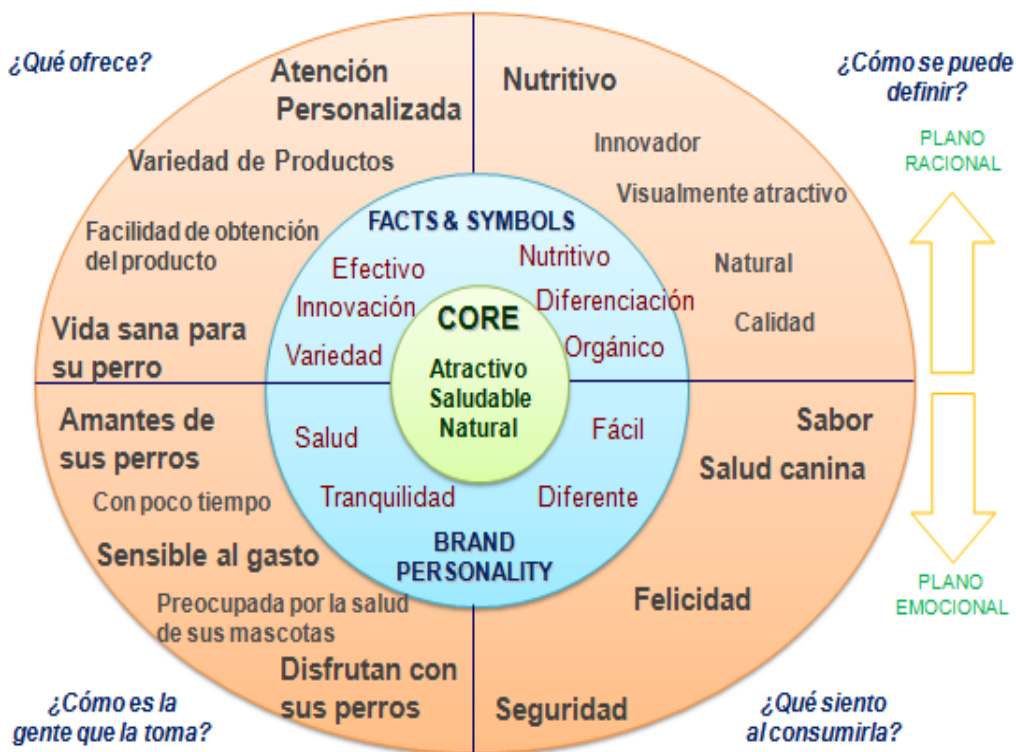 ¿Qué ofrece?
Atención
Personalizada
Variedad de Productos
Facilidad de obtención
del producto
Vida sana para
su perro
Nutritivo
Innovador
Visualmente atractivo
Natural
Calidad
¿Cómo se puede
definir?
PLANO
RACIONAL
FACTS & SYMBOLS
Efectivo
Nutritivo
Innovación
Diferenciación
Variedad
Orgánico
CORE
Atractivo
Saludable
Natural
Salud
Fácil
Tranquilidad
Diferente
BRAND
PERSONALITY
Amantes de
sus perros
Con poco tiempo
Sensible al gasto
Preocupada por la salud
de sus mascotas
Disfrutan con
sus perros
Sabor
Salud canina
Felicidad
Seguridad
PLANO
EMOCIONAL
¿Cómo es la
gente que la toma?
¿Qué siento
al consumirla?